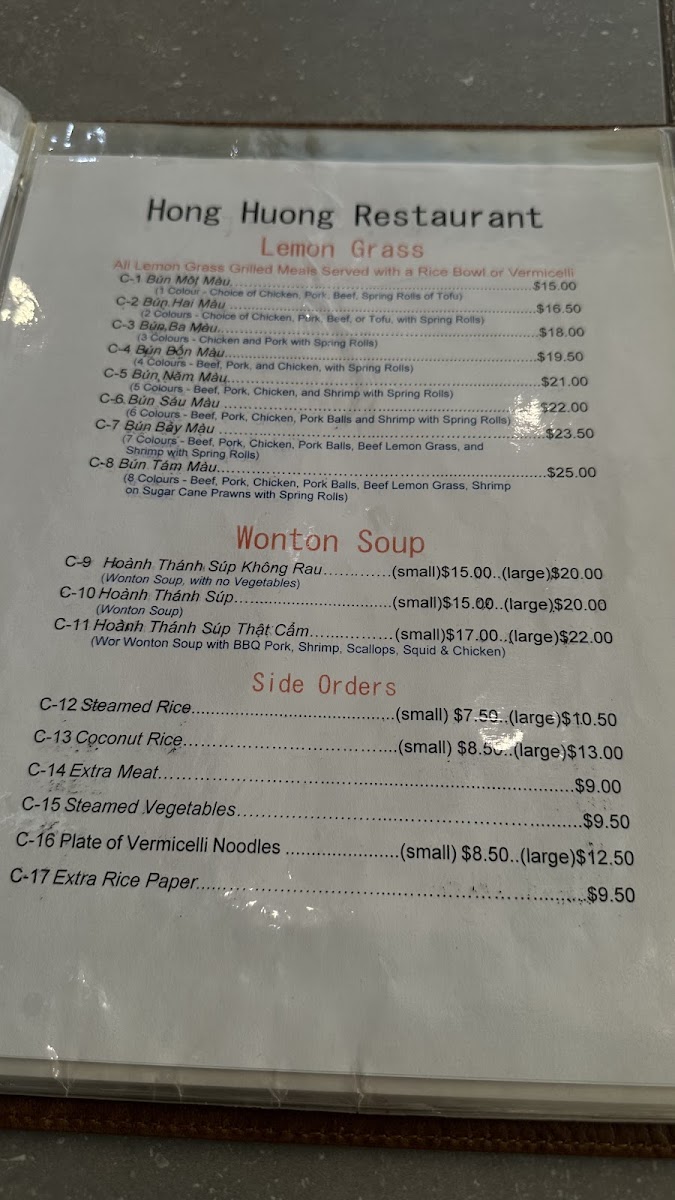 Hong Huong Restaurant
Lemon Grass
All Lemon Grass Grilled Meals Served with a Rice Bowl or Vermicelli
C-1 Bún Một Màu..........$15.00
(1 Colour - Choice of Chicken, Pork, Beef, Spring Rolls of Tofu)
C-2 Bún Hai Màu..........$16.50
(2 Colours - Choice of Chicken, Pork, Beef, or Tofu, with Spring Rolls)
C-3 Bún Ba Màu..........$18.00
(3 Colours - Chicken and Pork with Spring Rolls)
C-4 Bún Bốn Màu..........$19.50
(4 Colours - Beef, Pork, and Chicken, with Spring Rolls)
C-5 Bún Năm Màu..........$21.00
(5 Colours - Beef, Pork, Chicken, and Shrimp with Spring Rolls)
C-6 Bún Sáu Màu..........$22.00
(6 Colours - Beef, Pork, Chicken, Pork Balls and Shrimp with Spring Rolls)
C-7 Bún Bảy Màu..........$23.50
(7 Colours - Beef, Pork, Chicken, Pork Balls, Beef Lemon Grass, and
Shrimp with Spring Rolls)
C-8 Bún Tám Màu..........$25.00
(8 Colours - Beef, Pork, Chicken, Pork Balls, Beef Lemon Grass, Shrimp
on Sugar Cane Prawns with Spring Rolls)
Wonton Soup
C-9 Hoành Thánh Súp Không Rau............(small)$15.00..(large)$20.00
(Wonton Soup, with no Vegetables)
C-10 Hoành Thánh Súp..........(small)$15.00..(large)$20.00
(Wonton Soup)
C-11 Hoành Thánh Súp Thật Cẩm..........(small)$17.00..(large)$22.00
(Wor Wonton Soup with BBQ Pork, Shrimp, Scallops, Squid & Chicken)
Side Orders
C-12 Steamed Rice..........(small) $7.50..(large)$10.50
C-13 Coconut Rice..........(small) $8.50..(large)$13.00
C-14 Extra Meat..........$9.00
C-15 Steamed Vegetables..........$9.50
C-16 Plate of Vermicelli Noodles ..........(small) $8.50..(large)$12.50
C-17 Extra Rice Paper..........$9.50